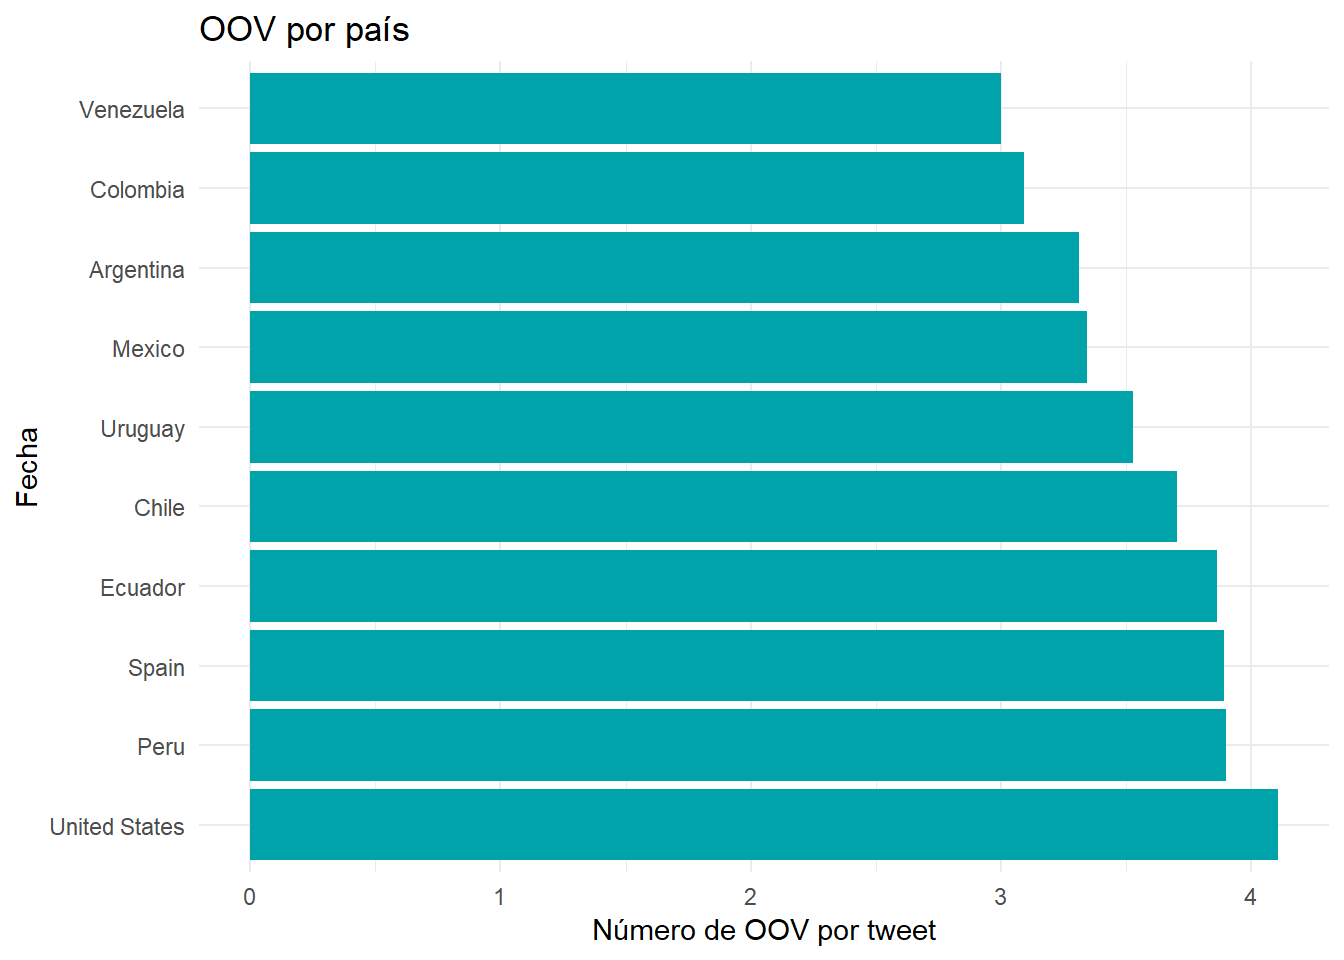 OOV por país
Venezuela
Colombia
Argentina
Mexico
Uruguay
Chile
Ecuador
Spain
Peru
United States
Fecha
0 1 2 3 4
Número de OOV por tweet